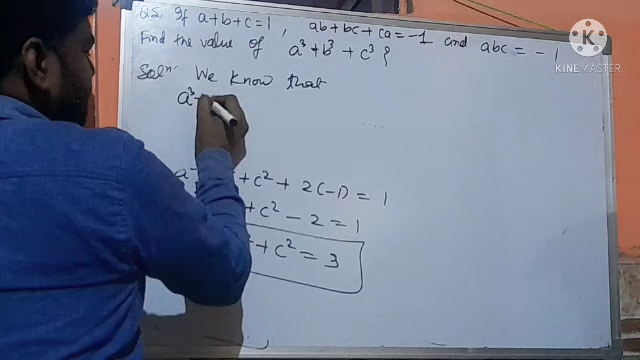 Q15. If a+b+c=1, ab+bc+ca=-1 and abc = -1
Find the value of a³+b³+c³?
Solⁿ. We know that
a³
+ c² + 2(-1) = 1
+ c² - 2 = 1
+ c² = 3
K
KINEMASTER